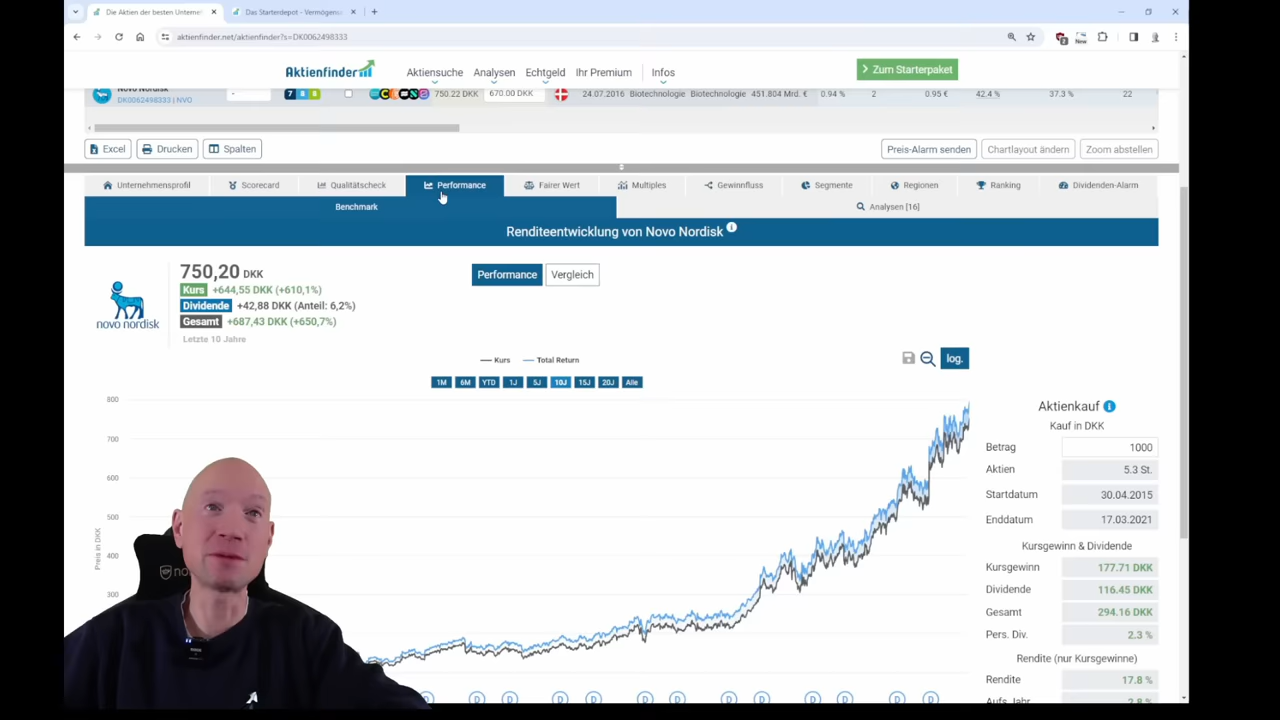 Die Aktien der besten Unterneh
Das Starterdepot - Vermögensa
aktienfinder.net/aktienfinder?s=DK0062498333
New
Aktienfinder
Aktiensuche
Analysen
Echtgeld
Ihr Premium
Infos
Zum Starterpaket
Novo Nordisk
DK0062498333 | NVO
-
7 8 8
750.22 DKK
670.00 DKK
24.07.2016
Biotechnologie
Biotechnologie
451.804 Mrd. €
0.94 %
2
0.95 €
42.4 %
37.3 %
22
Excel
Drucken
Spalten
Preis-Alarm senden
Chartlayout ändern
Zoom abstellen
Unternehmensprofil
Scorecard
Qualitätscheck
Performance
Fairer Wert
Multiples
Gewinnfluss
Segmente
Regionen
Ranking
Dividenden-Alarm
Benchmark
Analysen [16]
Renditeentwicklung von Novo Nordisk
novo nordisk
750,20 DKK
Kurs +644,55 DKK (+610,1%)
Dividende +42,88 DKK (Anteil: 6,2%)
Gesamt +687,43 DKK (+650,7%)
Letzte 10 Jahre
Performance
Vergleich
Kurs
Total Return
log.
1M
6M
YTD
1J
5J
10J
15J
20J
Alle
Preis in DKK
800
700
600
500
400
300
D D D D D D D D D D D
Aktienkauf
Kauf in DKK
Betrag 1000
Aktien 5.3 St.
Startdatum 30.04.2015
Enddatum 17.03.2021
Kursgewinn & Dividende
Kursgewinn 177.71 DKK
Dividende 116.45 DKK
Gesamt 294.16 DKK
Pers. Div. 2.3 %
Rendite (nur Kursgewinne)
Rendite 17.8 %
Aufs Jahr 2.8 %